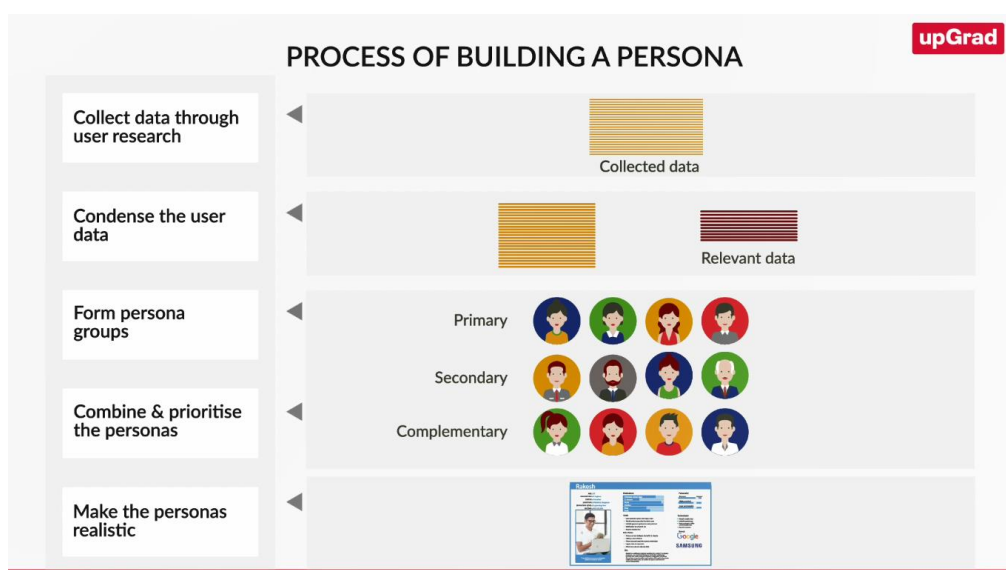 upGrad
PROCESS OF BUILDING A PERSONA
Collect data through
user research
Collected data
Condense the user
data
Relevant data
Form persona
groups
Primary
Secondary
Combine & prioritise
the personas
Complementary
Make the personas
realistic
Rakesh
Google
SAMSUNG